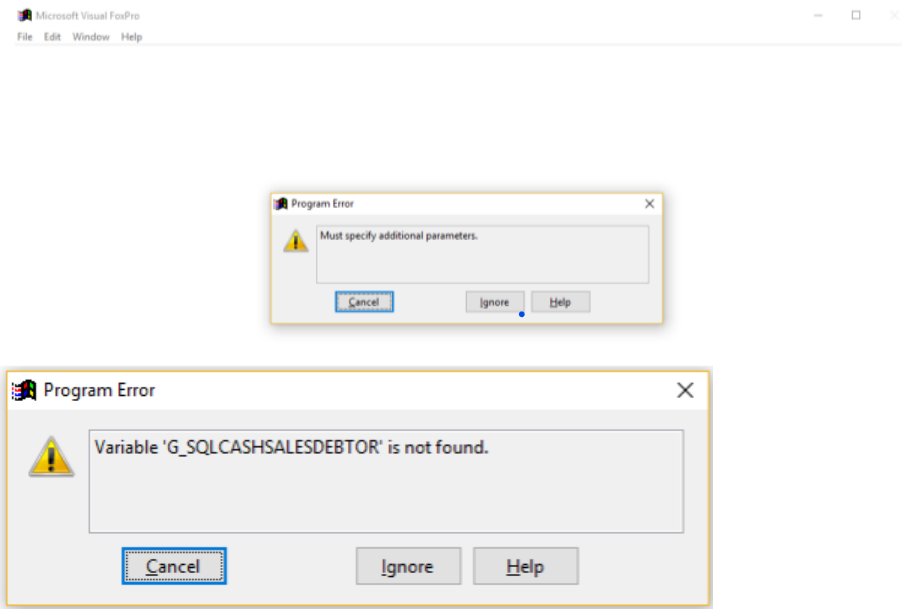 Microsoft Visual FoxPro
File Edit Window Help
Program Error
Must specify additional parameters.
Cancel Ignore Help
Program Error
Variable 'G_SQLCASHSALESDEBTOR' is not found.
Cancel Ignore Help